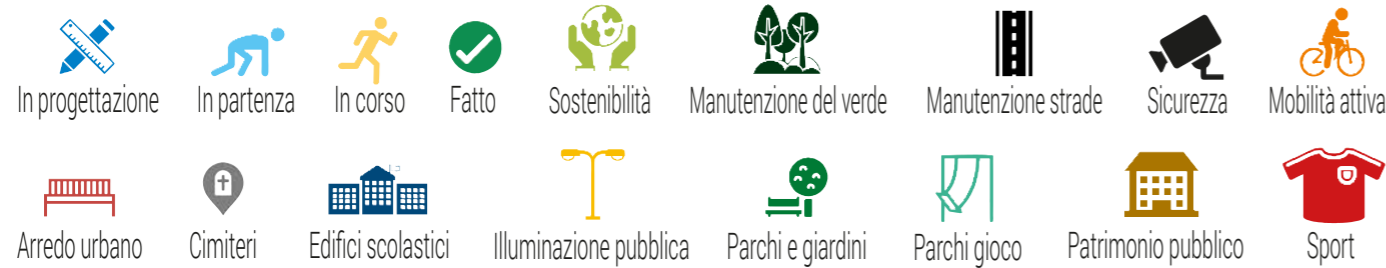 In progettazione In partenza In corso Fatto Sostenibilità Manutenzione del verde Manutenzione strade Sicurezza Mobilità attiva
Arredo urbano Cimiteri Edifici scolastici Illuminazione pubblica Parchi e giardini Parchi gioco Patrimonio pubblico Sport